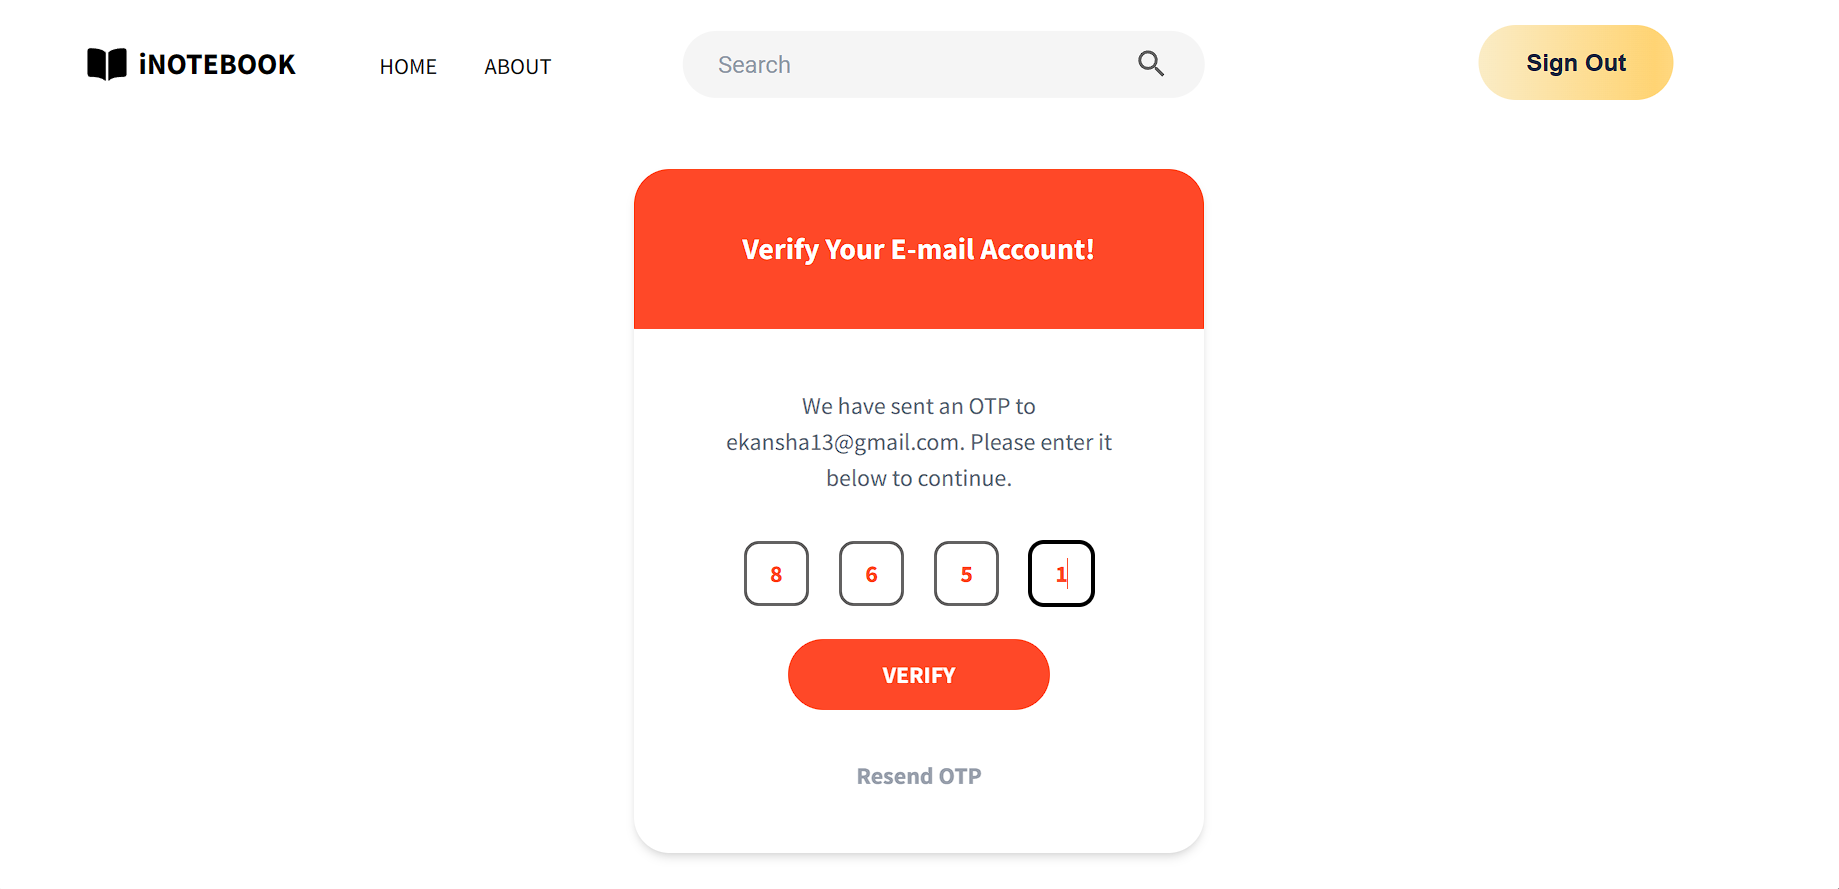 iNOTEBOOK HOME ABOUT Search Sign Out
Verify Your E-mail Account!
We have sent an OTP to
ekansha13@gmail.com. Please enter it
below to continue.
8 6 5 1
VERIFY
Resend OTP